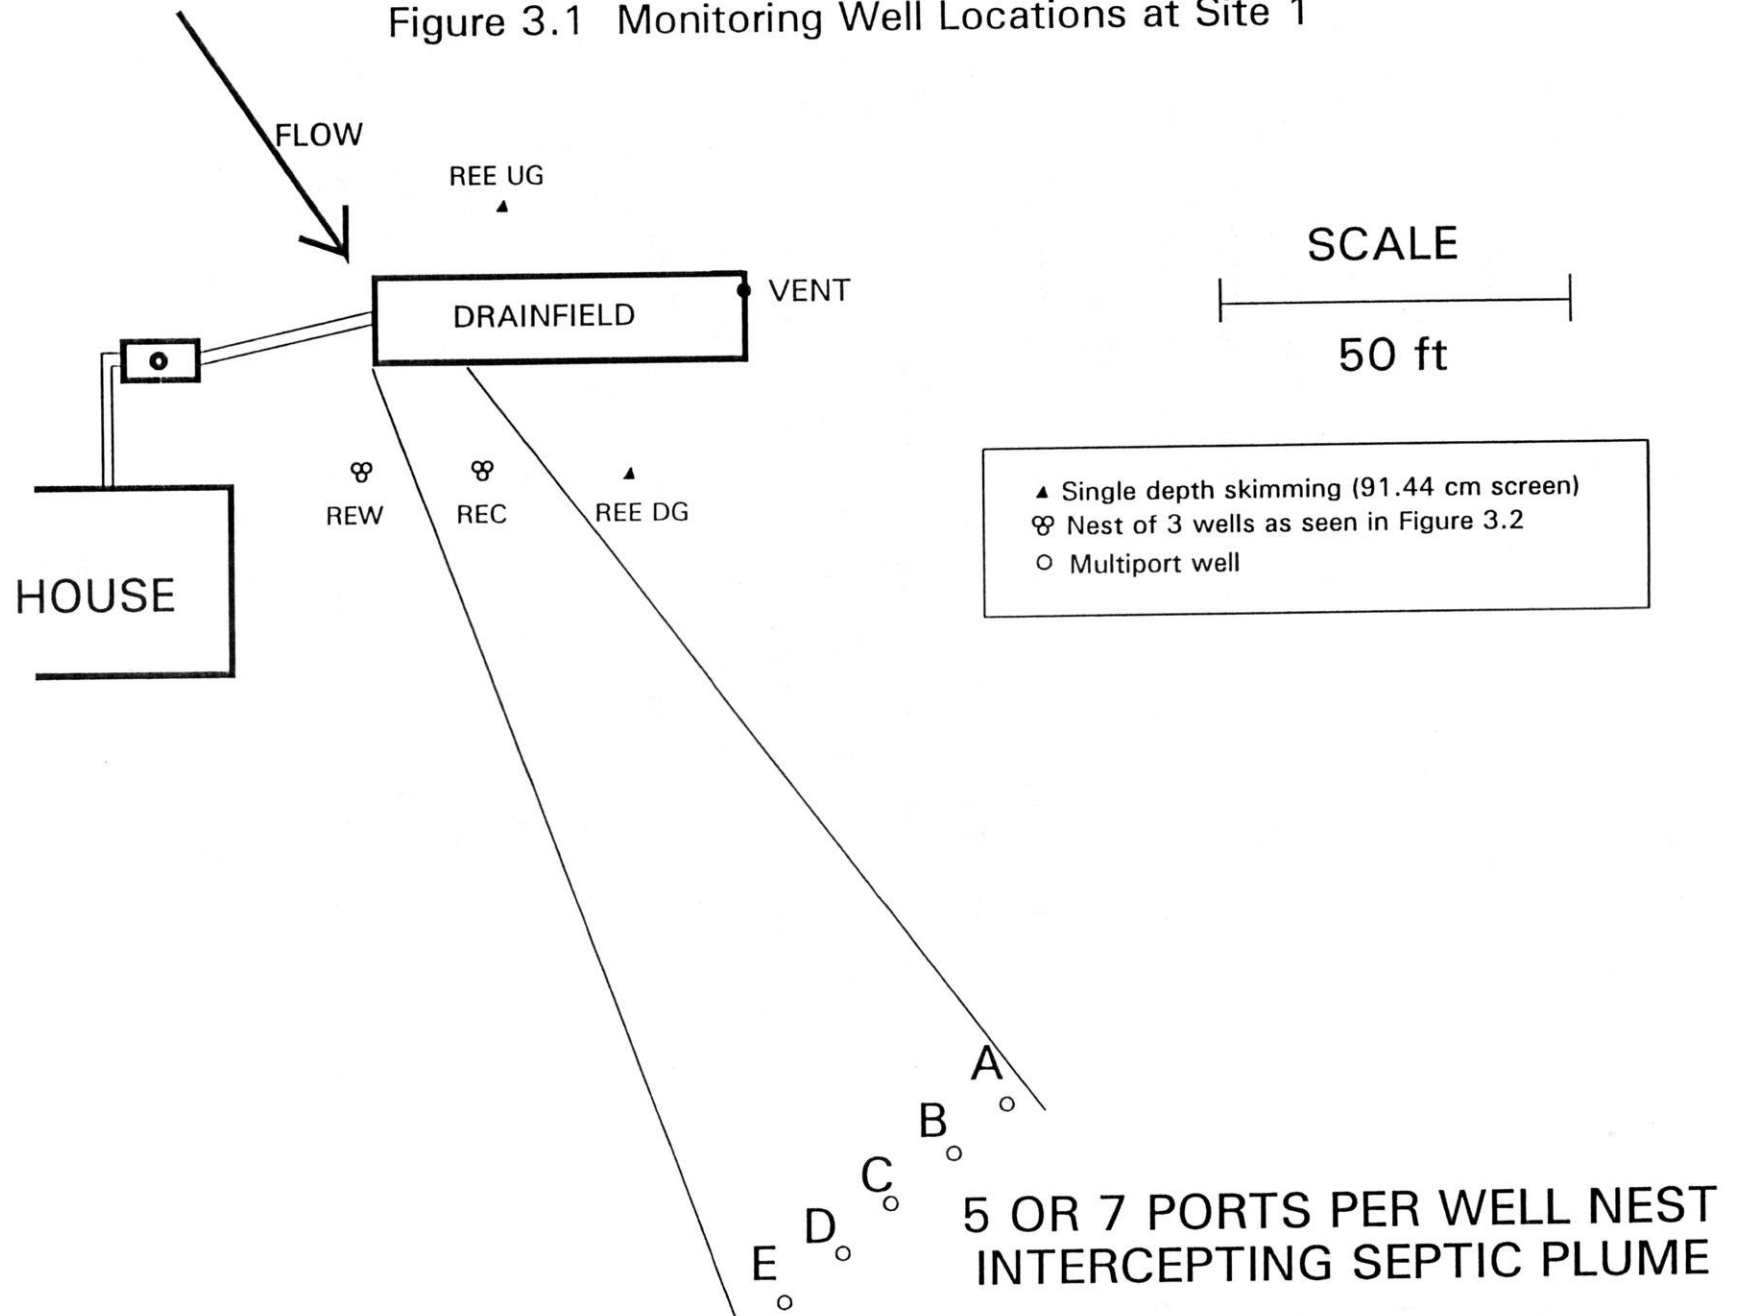 Figure 3.1 Monitoring Well Locations at Site 1
FLOW
REE UG
SCALE
50 ft
DRAINFIELD
VENT
REW
REC
REE DG
Single depth skimming (91.44 cm screen)
Nest of 3 wells as seen in Figure 3.2
Multiport well
HOUSE
A
B
C
D
E
5 OR 7 PORTS PER WELL NEST
INTERCEPTING SEPTIC PLUME